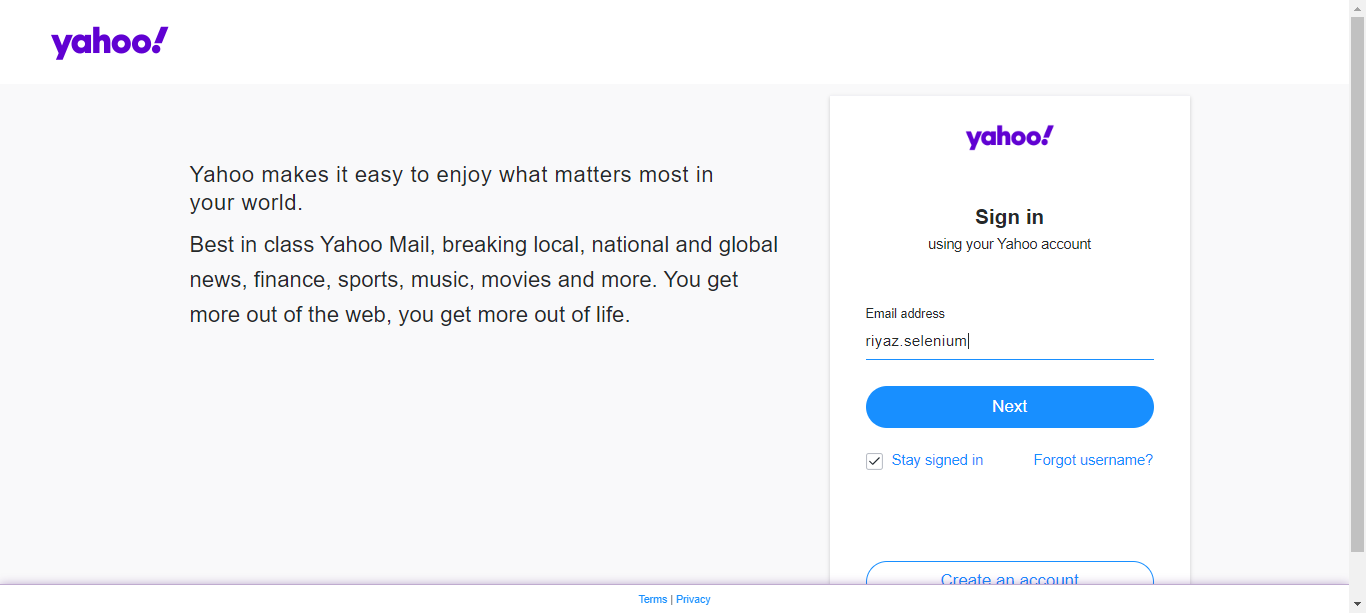 yahoo!
Yahoo makes it easy to enjoy what matters most in
your world.
Best in class Yahoo Mail, breaking local, national and global
news, finance, sports, music, movies and more. You get
more out of the web, you get more out of life.
yahoo!
Sign in
using your Yahoo account
Email address
riyaz.selenium
Next
Stay signed in
Forgot username?
Create an account
Terms | Privacy